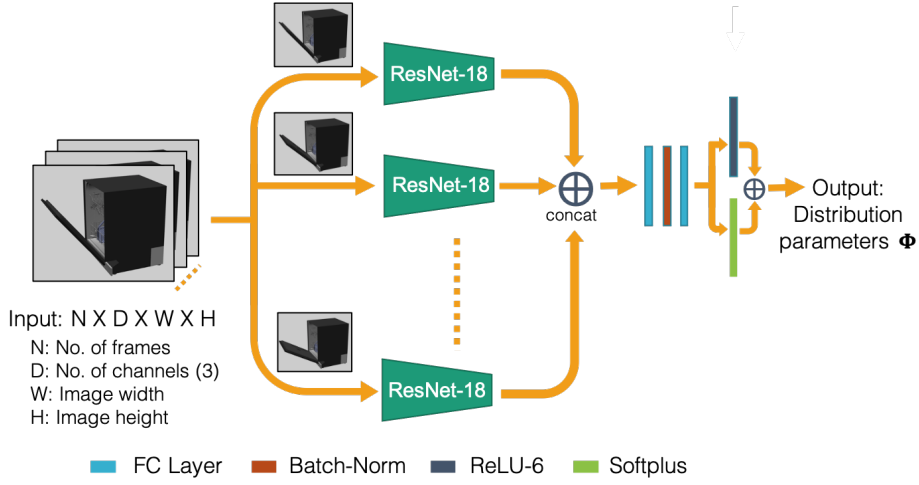 ResNet-18
ResNet-18
concat
ResNet-18
Output:
Distribution
parameters Φ
Input: N X D X W X H
N: No. of frames
D: No. of channels (3)
W: Image width
H: Image height
FC Layer
Batch-Norm
ReLU-6
Softplus